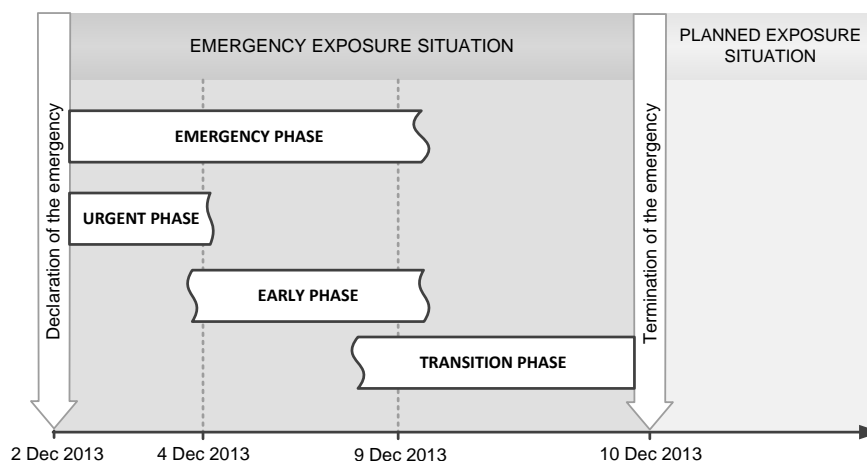 EMERGENCY EXPOSURE SITUATION
PLANNED EXPOSURE
SITUATION
Declaration of the emergency
EMERGENCY PHASE
URGENT PHASE
EARLY PHASE
TRANSITION PHASE
Termination of the emergency
2 Dec 2013
4 Dec 2013
9 Dec 2013
10 Dec 2013